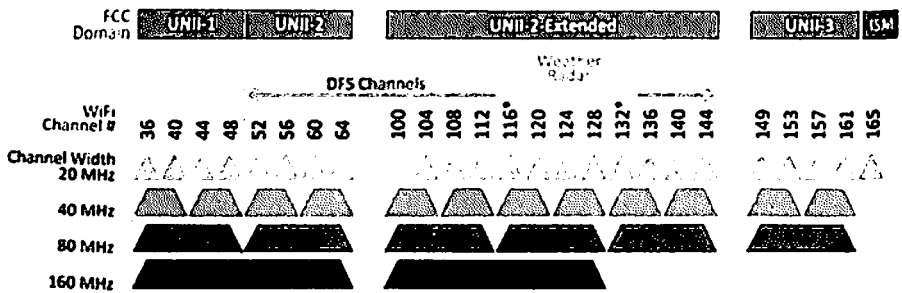 FCC Domain UNII-1 UNII-2 UNII-2-Extended UNII-3 ISM
Weather Radar
DFS Channels
WiFi Channel # 36 40 44 48 52 56 60 64 100 104 108 112 116* 120 124 128 132* 136 140 144 149 153 157 161 165
Channel Width
20 MHz
40 MHz
80 MHz
160 MHz